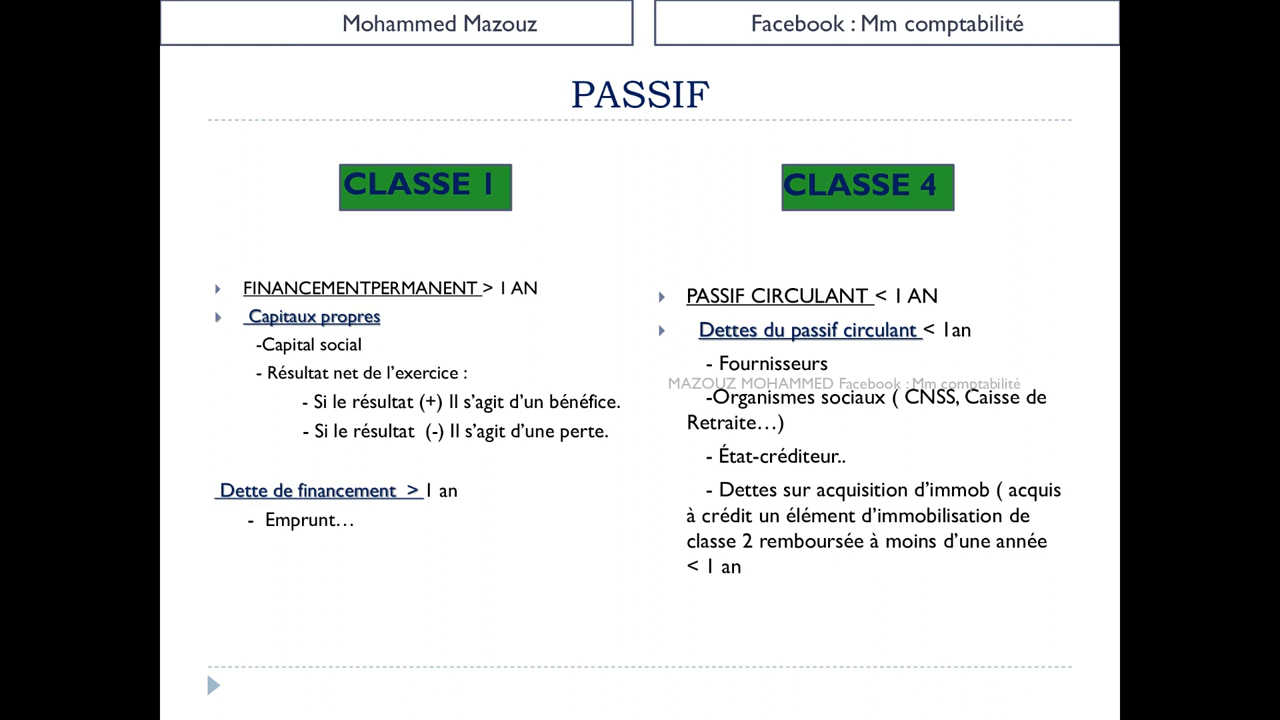 Mohammed Mazouz
Facebook : Mm comptabilité
PASSIF
CLASSE 1
FINANCEMENTPERMANENT > 1 AN
Capitaux propres
-Capital social
- Résultat net de l’exercice :
- Si le résultat (+) Il s’agit d’un bénéfice.
- Si le résultat (-) Il s’agit d’une perte.
Dette de financement > 1 an
- Emprunt…
CLASSE 4
PASSIF CIRCULANT < 1 AN
Dettes du passif circulant < 1an
- Fournisseurs
MAZOUZ MOHAMMED Facebook : Mm comptabilité
-Organismes sociaux ( CNSS, Caisse de
Retraite…)
- État-créditeur..
- Dettes sur acquisition d’immob ( acquis
à crédit un élément d’immobilisation de
classe 2 remboursée à moins d’une année
< 1 an